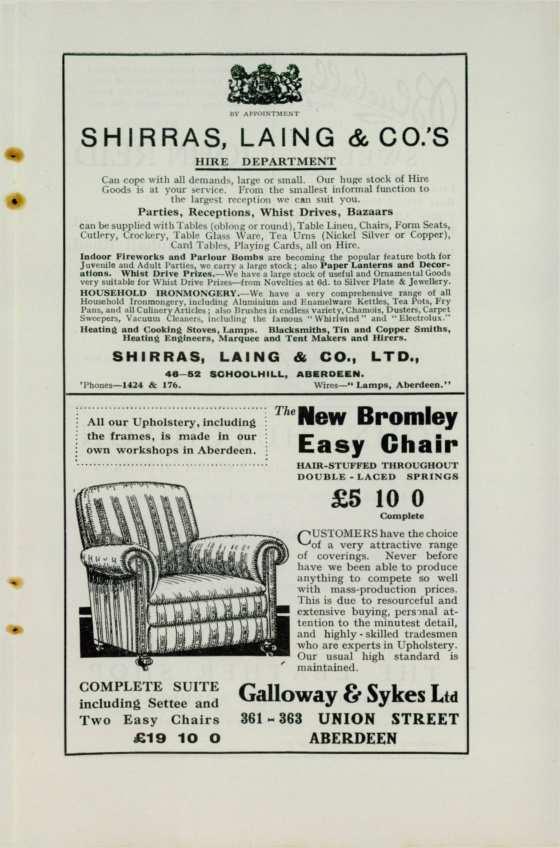 BY APPOINTMENT
SHIRRAS, LAING & CO.'S
HIRE DEPARTMENT
Can cope with all demands, large or small. Our huge stock of Hire
Goods is at your service. From the smallest informal function to
the largest reception we can suit you.
Parties, Receptions, Whist Drives, Bazaars
can be supplied with Tables (oblong or round), Table Linen, Chairs, Form Seats,
Cutlery, Crockery, Table Glass Ware, Tea Urns (Nickel Silver or Copper),
Card Tables, Playing Cards, all on Hire.
Indoor Fireworks and Parlour Bombs are becoming the popular feature both for
Juvenile and Adult Parties, we carry a large stock; also Paper Lanterns and Decor-
ations. Whist Drive Prizes.—We have a large stock of useful and Ornamental Goods
very suitable for Whist Drive Prizes—from Novelties at 6d. to Silver Plate & Jewellery.
HOUSEHOLD IRONMONGERY.—We have a very comprehensive range of all
Household Ironmongery, including Aluminium and Enamelware Kettles, Tea Pots, Fry
Pans, and all Culinary Articles; also Brushes in endless variety, Chamois, Dusters, Carpet
Sweepers, Vacuum Cleaners, including the famous "Whirlwind" and "Electrolux."
Heating and Cooking Stoves, Lamps. Blacksmiths, Tin and Copper Smiths,
Heating Engineers, Marquee and Tent Makers and Hirers.
SHIRRAS, LAING & CO., LTD.,
46-52 SCHOOLHILL, ABERDEEN.
'Phones—1424 & 176. Wires—"Lamps, Aberdeen."
All our Upholstery, including
the frames, is made in our
own workshops in Aberdeen.
The New Bromley
Easy Chair
HAIR-STUFFED THROUGHOUT
DOUBLE-LACED SPRINGS
£5 10 0
Complete
CUSTOMERS have the choice
of a very attractive range
of coverings. Never before
have we been able to produce
anything to compete so well
with mass-production prices.
This is due to resourceful and
extensive buying, personal at-
tention to the minutest detail,
and highly-skilled tradesmen
who are experts in Upholstery.
Our usual high standard is
maintained.
COMPLETE SUITE
including Settee and
Two Easy Chairs
£19 10 0
Galloway & Sykes Ltd
361-363 UNION STREET
ABERDEEN